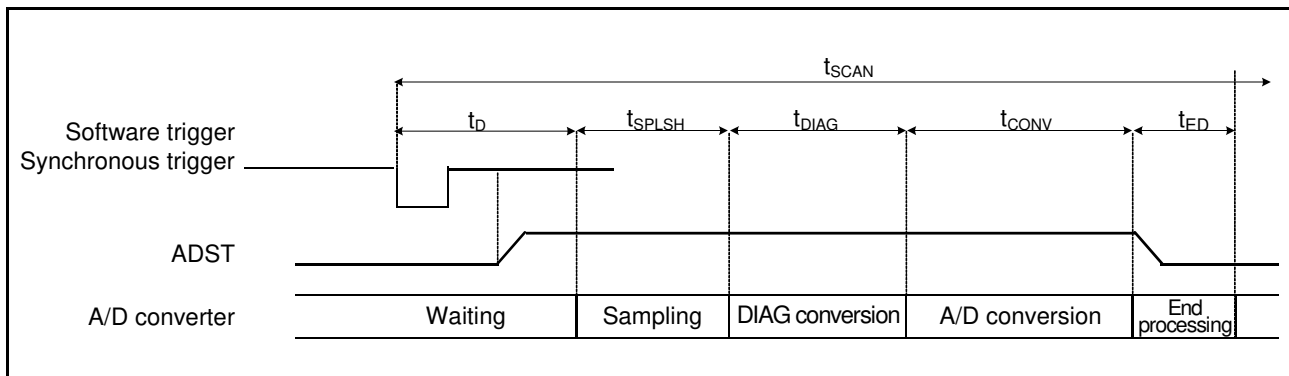 tSCAN
tD tSPLSH tDIAG tCONV tED
Software trigger
Synchronous trigger
ADST
A/D converter Waiting Sampling DIAG conversion A/D conversion End processing